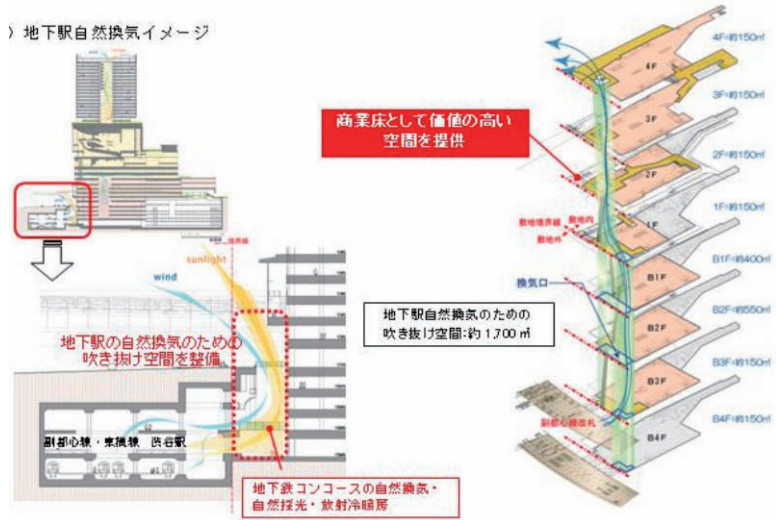 ) 地下駅自然換気イメージ
sunlight
wind
境界線
地下駅の自然換気のための
吹き抜け空間を整備
副都心線・東横線 渋谷駅
地下鉄コンコースの自然換気・
自然採光・放射冷暖房
商業床として価値の高い
空間を提供
地下駅自然換気のための
吹き抜け空間:約1,700㎡
4F=約150㎡
3F=約150㎡
2F=約150㎡
1F=約150㎡
B1F=約400㎡
B2F=約550㎡
B3F=約150㎡
B4F=約150㎡
4F
3F
2F
1F
B1F
B2F
B3F
B4F
敷地境界線
敷地内
敷地外
換気口
副都心線改札